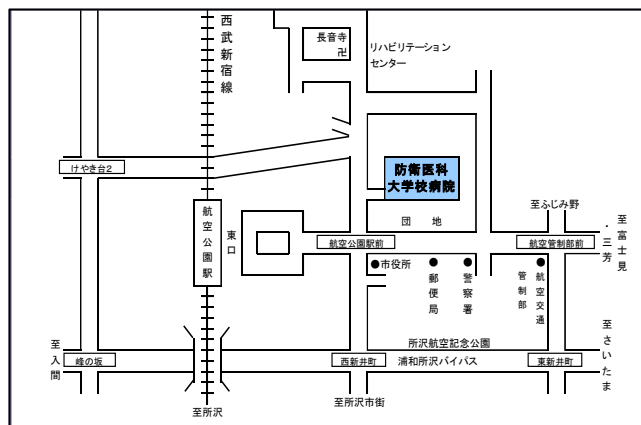 西武新宿線
長音寺
卍
リハビリテーション
センター
けやき台2
防衛医科
大学校病院
至ふじみ野
至富士見
・三芳
航空公園駅
東口
団　地
航空公園駅前
航空管制部前
●市役所
●郵便局
●警察署
●航空交通
管制部
至入間
峰の坂
所沢航空記念公園
西新井町
浦和所沢バイパス
東新井町
至さいたま
至所沢
至所沢市街